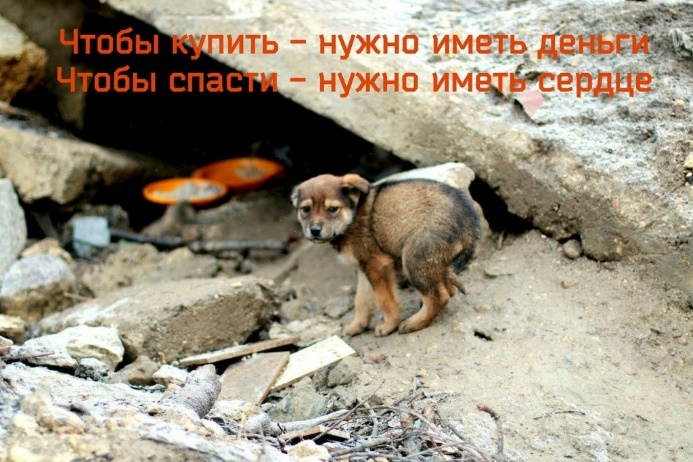 Чтобы купить – нужно иметь деньги
Чтобы спасти – нужно иметь сердце